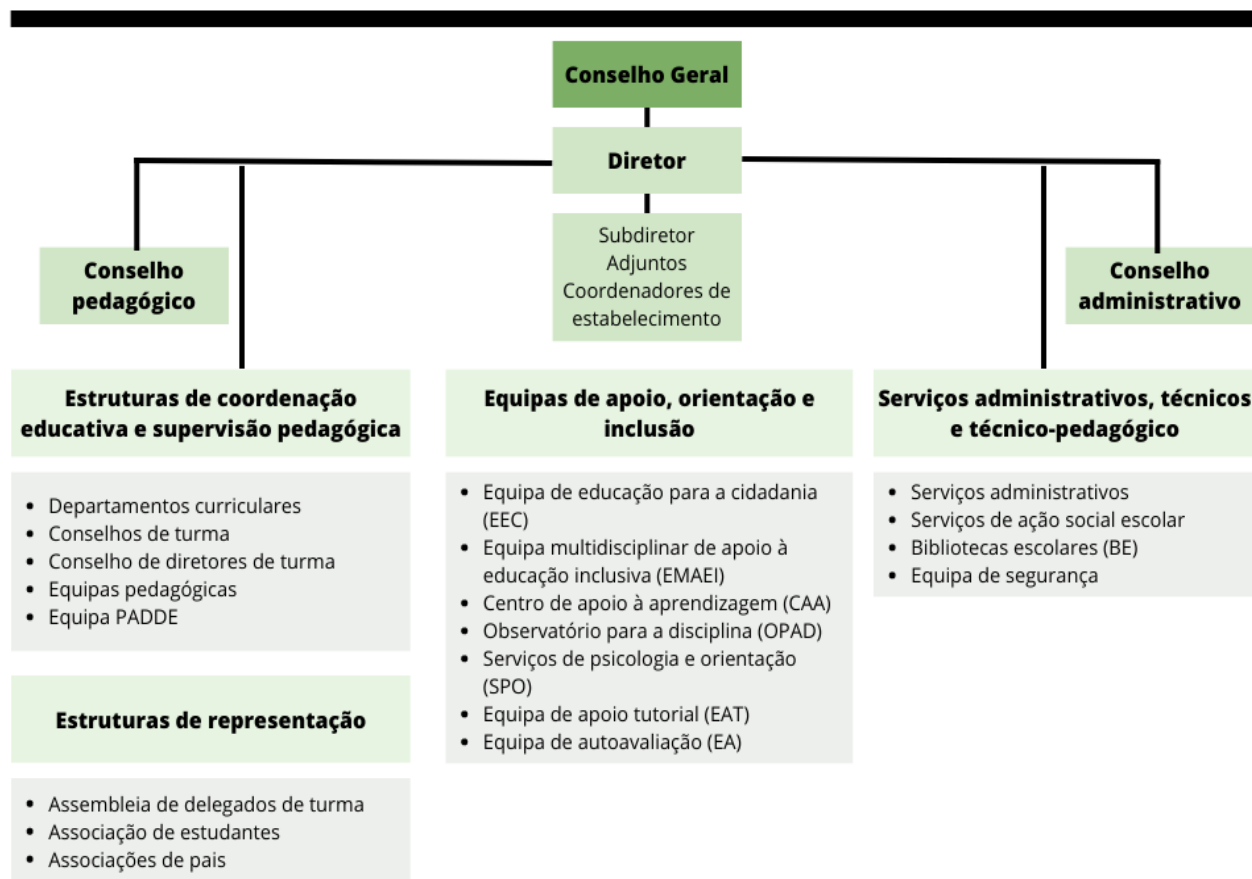 Conselho Geral
Diretor
Subdiretor
Adjuntos
Coordenadores de
estabelecimento
Conselho
pedagógico
Conselho
administrativo
Estruturas de coordenação
educativa e supervisão pedagógica
• Departamentos curriculares
• Conselhos de turma
• Conselho de diretores de turma
• Equipas pedagógicas
• Equipa PADDE
Estruturas de representação
• Assembleia de delegados de turma
• Associação de estudantes
• Associações de pais
Equipas de apoio, orientação e
inclusão
• Equipa de educação para a cidadania
(EEC)
• Equipa multidisciplinar de apoio à
educação inclusiva (EMAEI)
• Centro de apoio à aprendizagem (CAA)
• Observatório para a disciplina (OPAD)
• Serviços de psicologia e orientação
(SPO)
• Equipa de apoio tutorial (EAT)
• Equipa de autoavaliação (EA)
Serviços administrativos, técnicos
e técnico-pedagógico
• Serviços administrativos
• Serviços de ação social escolar
• Bibliotecas escolares (BE)
• Equipa de segurança